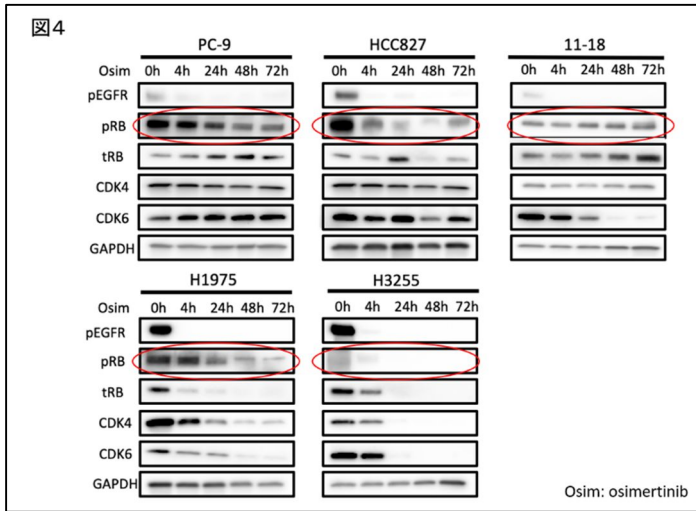 図4
PC-9
HCC827
11-18
Osim 0h 4h 24h 48h 72h 0h 4h 24h 48h 72h 0h 4h 24h 48h 72h
pEGFR
pRB
tRB
CDK4
CDK6
GAPDH
H1975
H3255
Osim 0h 4h 24h 48h 72h 0h 4h 24h 48h 72h
pEGFR
pRB
tRB
CDK4
CDK6
GAPDH
Osim: osimertinib